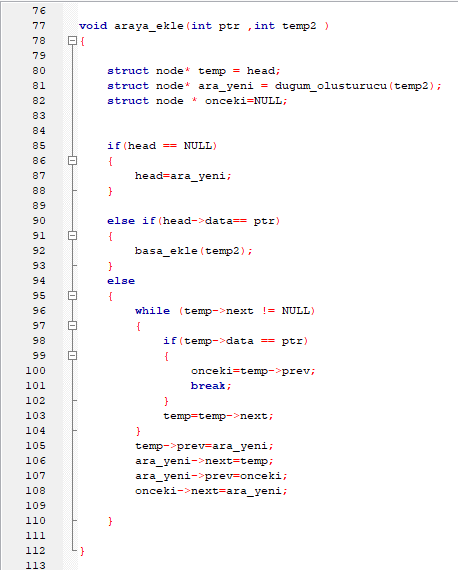 76
77 void araya_ekle(int ptr ,int temp2 )
78 {
79
80 struct node* temp = head;
81 struct node* ara_yeni = dugum_olusturucu(temp2);
82 struct node * onceki=NULL;
83
84
85 if(head == NULL)
86 {
87 head=ara_yeni;
88 }
89
90 else if(head->data== ptr)
91 {
92 basa_ekle(temp2);
93 }
94 else
95 {
96 while (temp->next != NULL)
97 {
98 if(temp->data == ptr)
99 {
100 onceki=temp->prev;
101 break;
102 }
103 temp=temp->next;
104 }
105 temp->prev=ara_yeni;
106 ara_yeni->next=temp;
107 ara_yeni->prev=onceki;
108 onceki->next=ara_yeni;
109
110 }
111
112 }
113